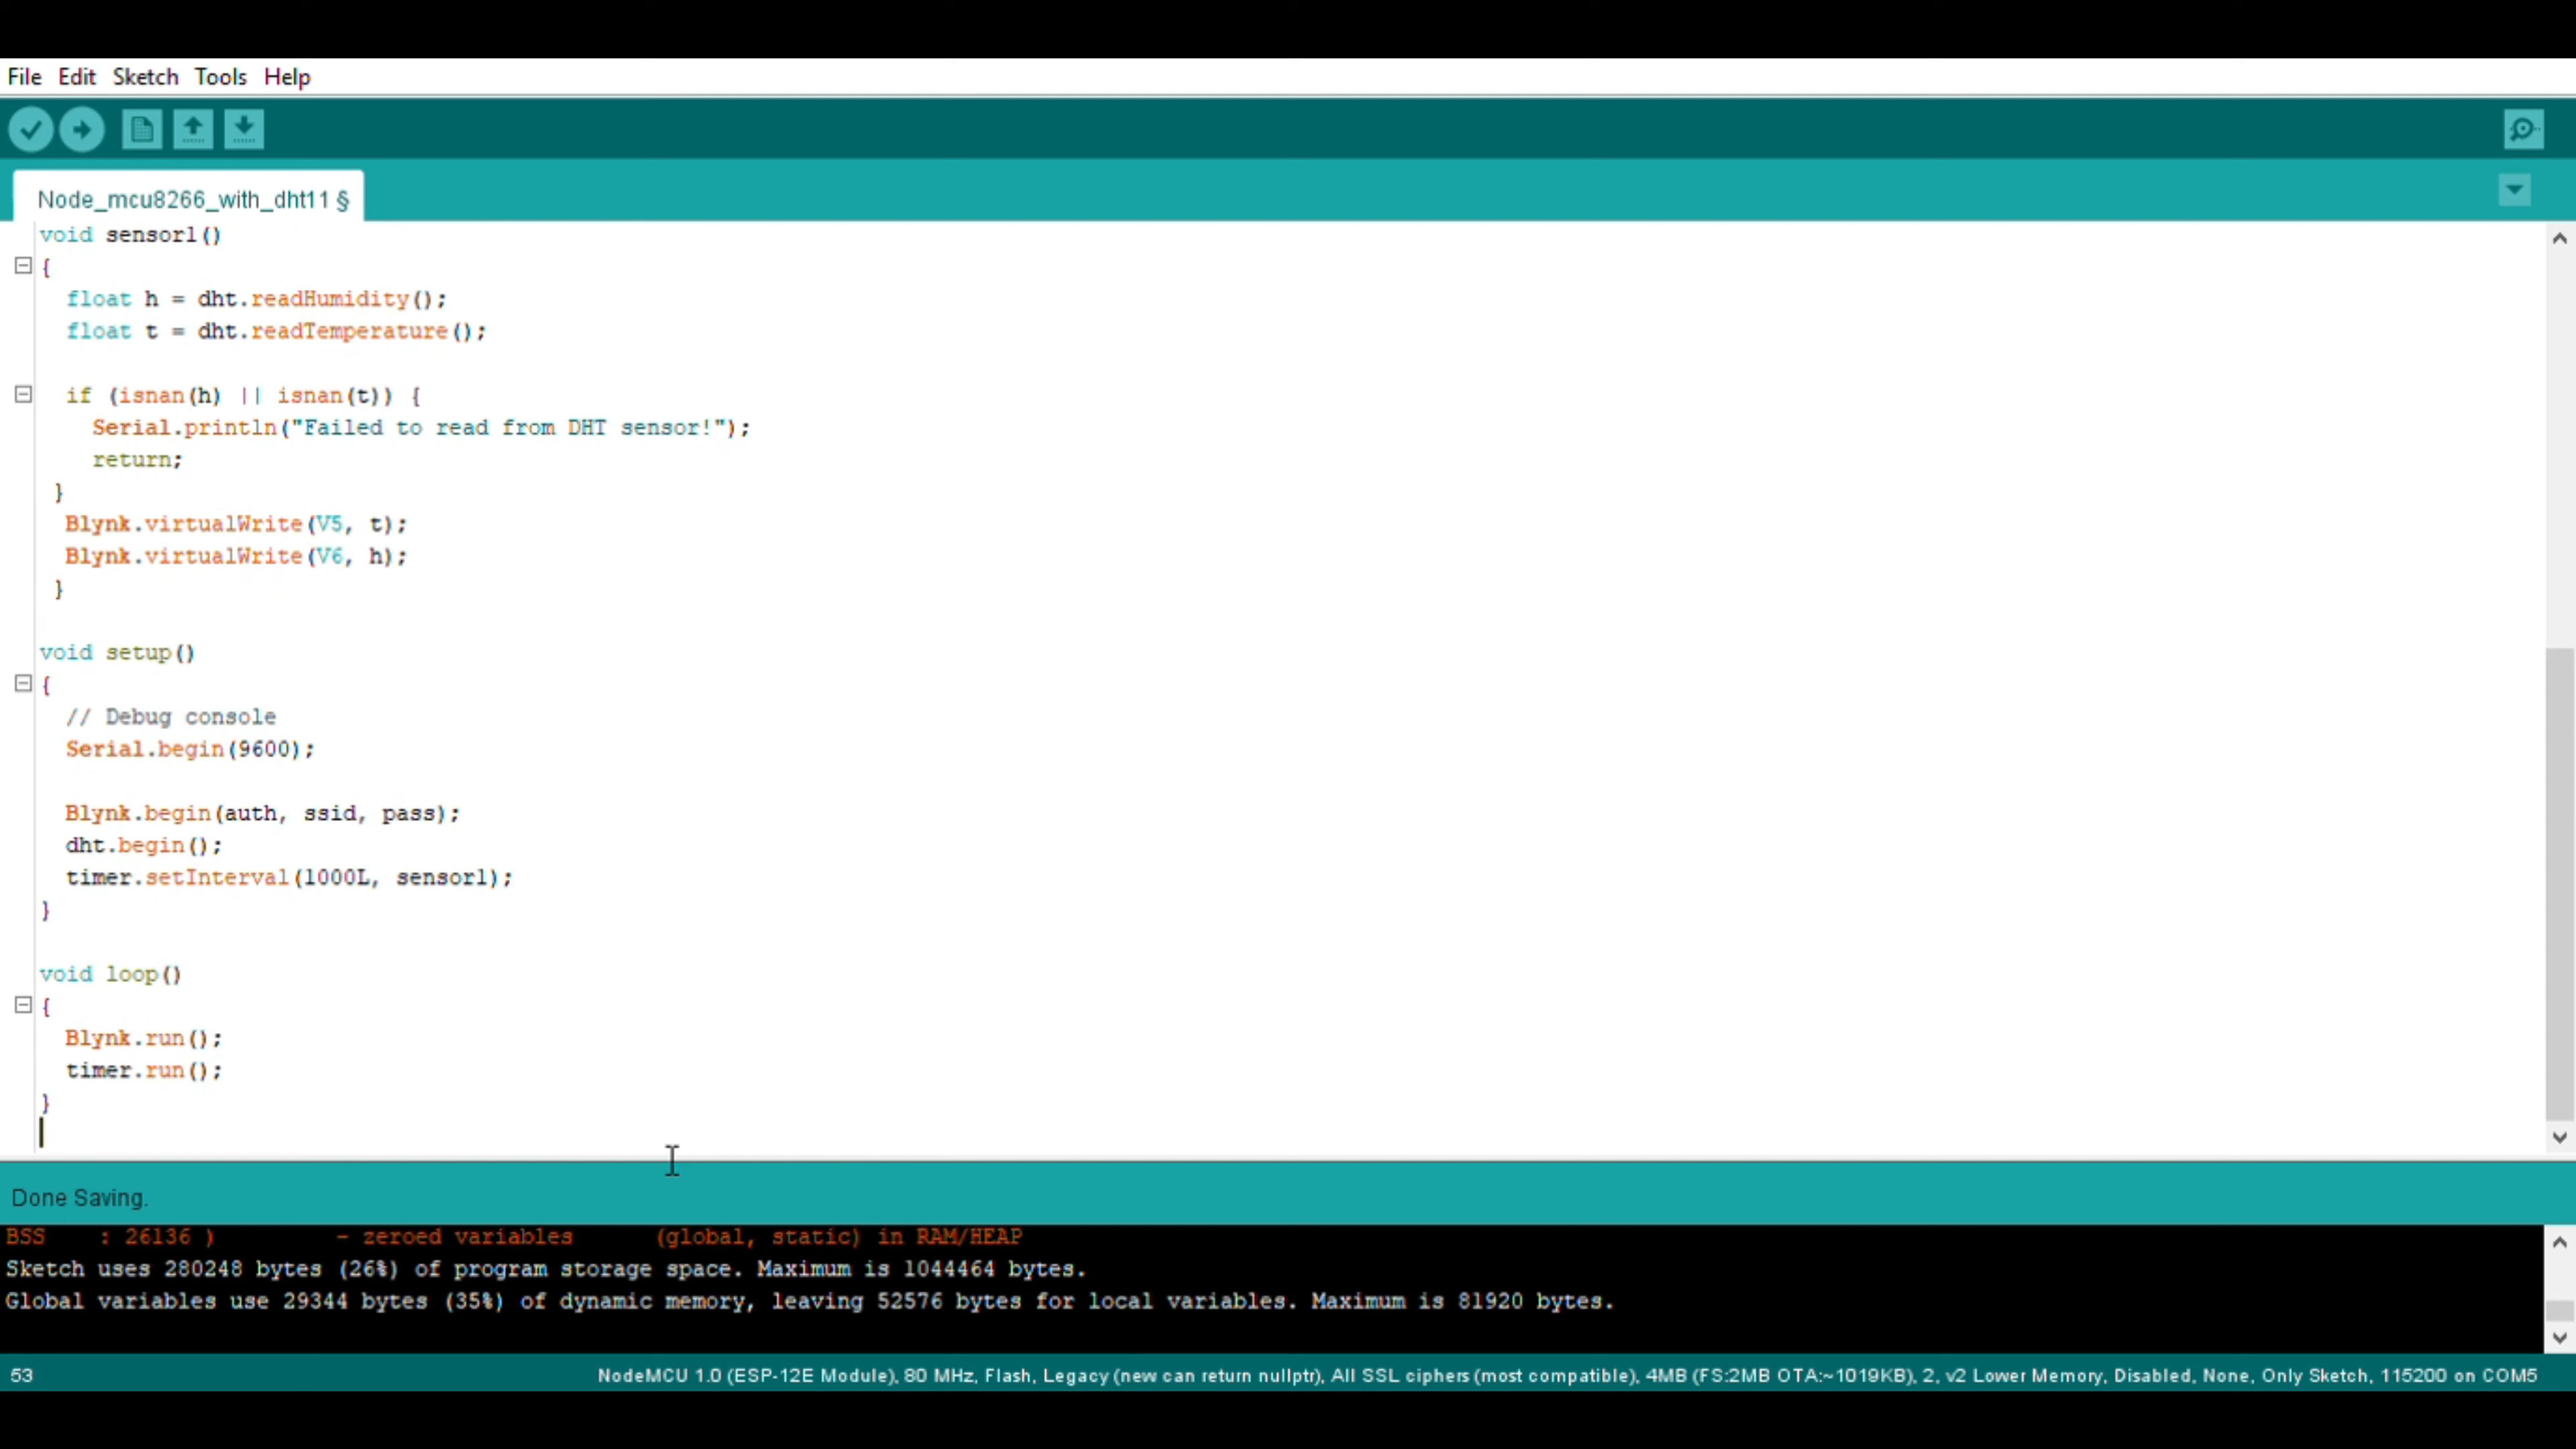 File Edit Sketch Tools Help
Node_mcu8266_with_dht11 §
void sensor1()
{
float h = dht.readHumidity();
float t = dht.readTemperature();
if (isnan(h) || isnan(t)) {
Serial.println("Failed to read from DHT sensor!");
return;
}
Blynk.virtualWrite(V5, t);
Blynk.virtualWrite(V6, h);
}
void setup()
{
// Debug console
Serial.begin(9600);
Blynk.begin(auth, ssid, pass);
dht.begin();
timer.setInterval(1000L, sensor1);
}
void loop()
{
Blynk.run();
timer.run();
}
Done Saving.
BSS : 26136 ) - zeroed variables (global, static) in RAM/HEAP
Sketch uses 280248 bytes (26%) of program storage space. Maximum is 1044464 bytes.
Global variables use 29344 bytes (35%) of dynamic memory, leaving 52576 bytes for local variables. Maximum is 81920 bytes.
53 NodeMCU 1.0 (ESP-12E Module), 80 MHz, Flash, Legacy (new can return nullptr), All SSL ciphers (most compatible), 4MB (FS:2MB OTA:~1019KB), 2, v2 Lower Memory, Disabled, None, Only Sketch, 115200 on COM5